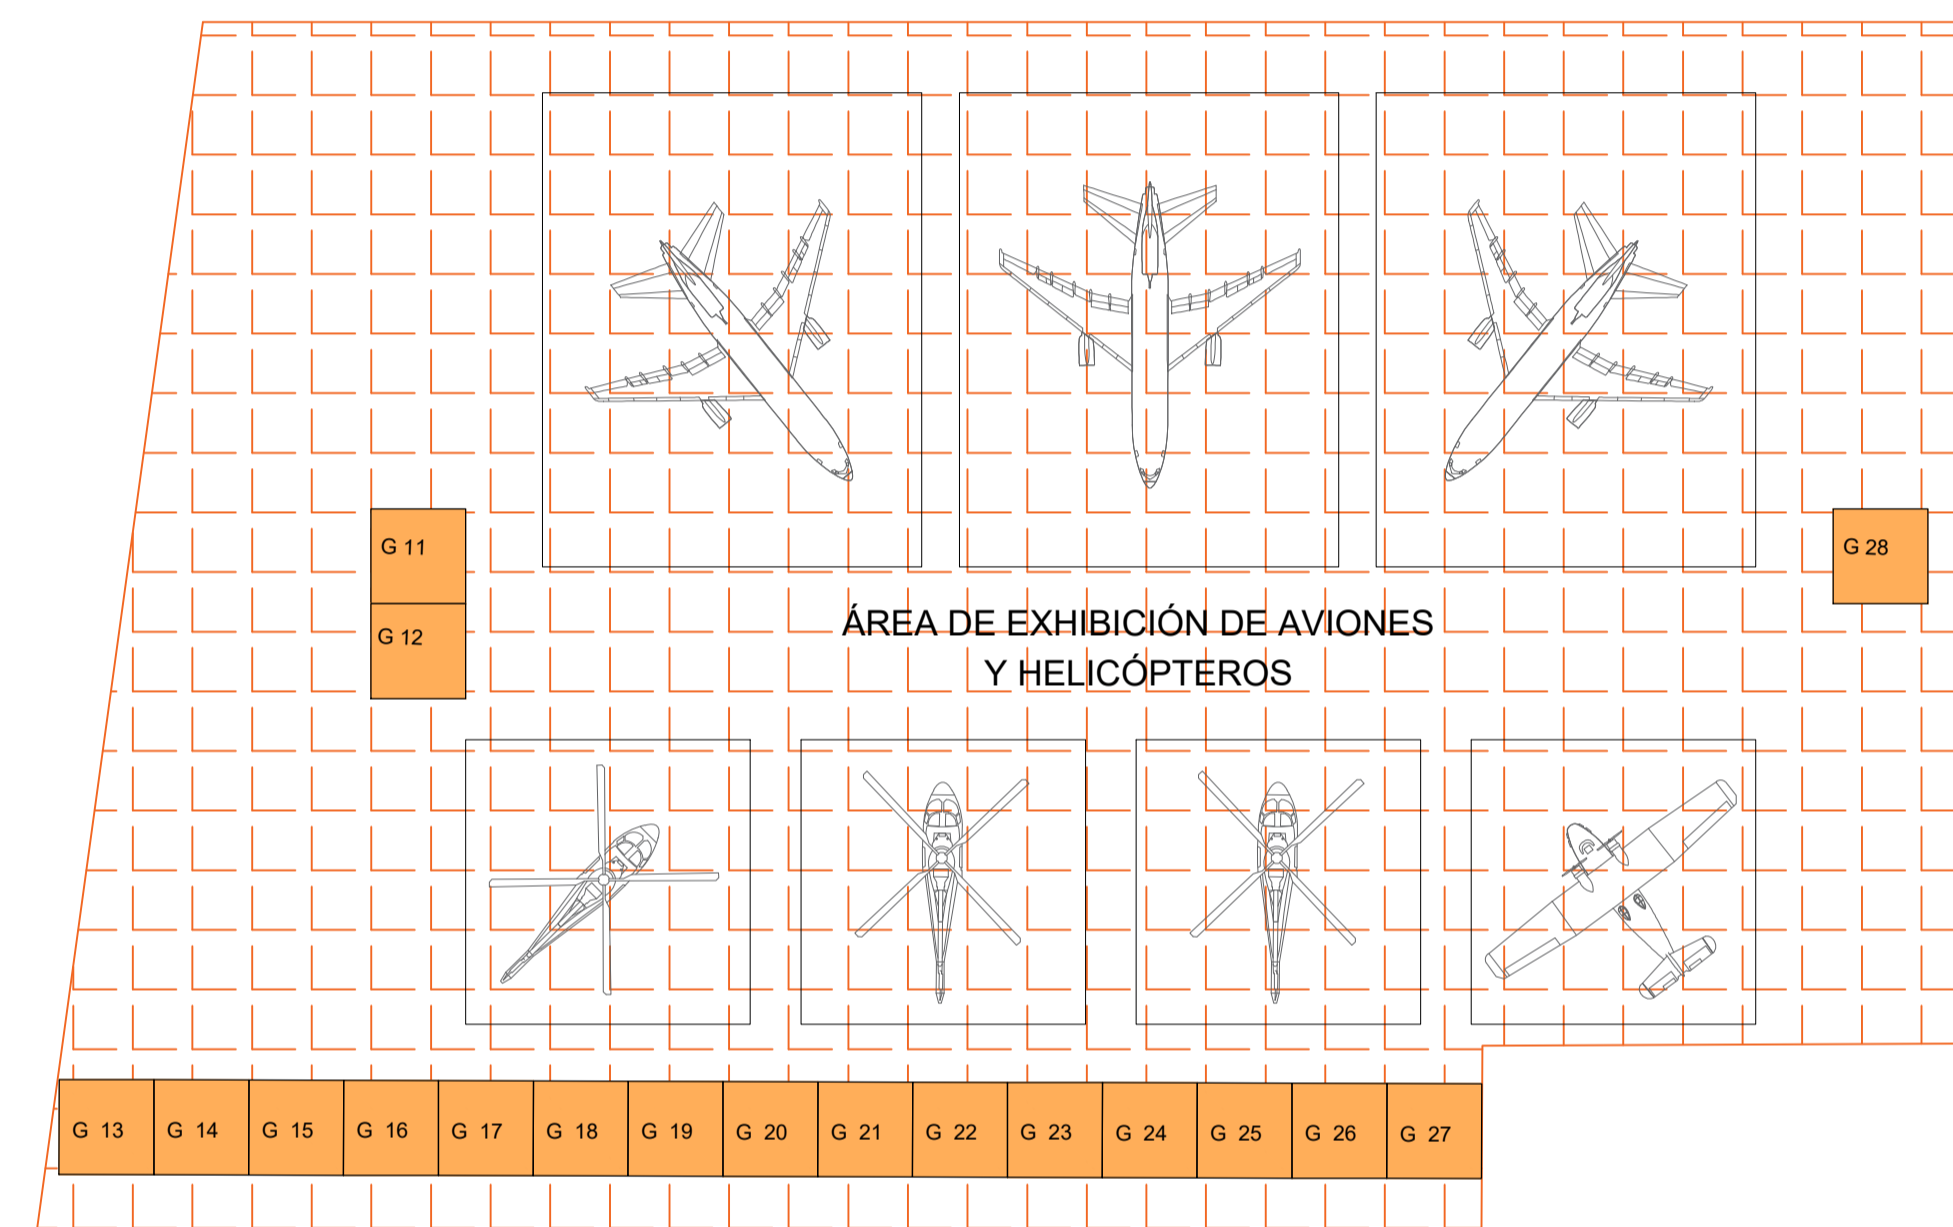 G 11
G 28
ÁREA DE EXHIBICIÓN DE AVIONES
G 12
Y HELICÓPTEROS
G 13 G 14 G 15 G 16 G 17 G 18 G 19 G 20 G 21 G 22 G 23 G 24 G 25 G 26 G 27